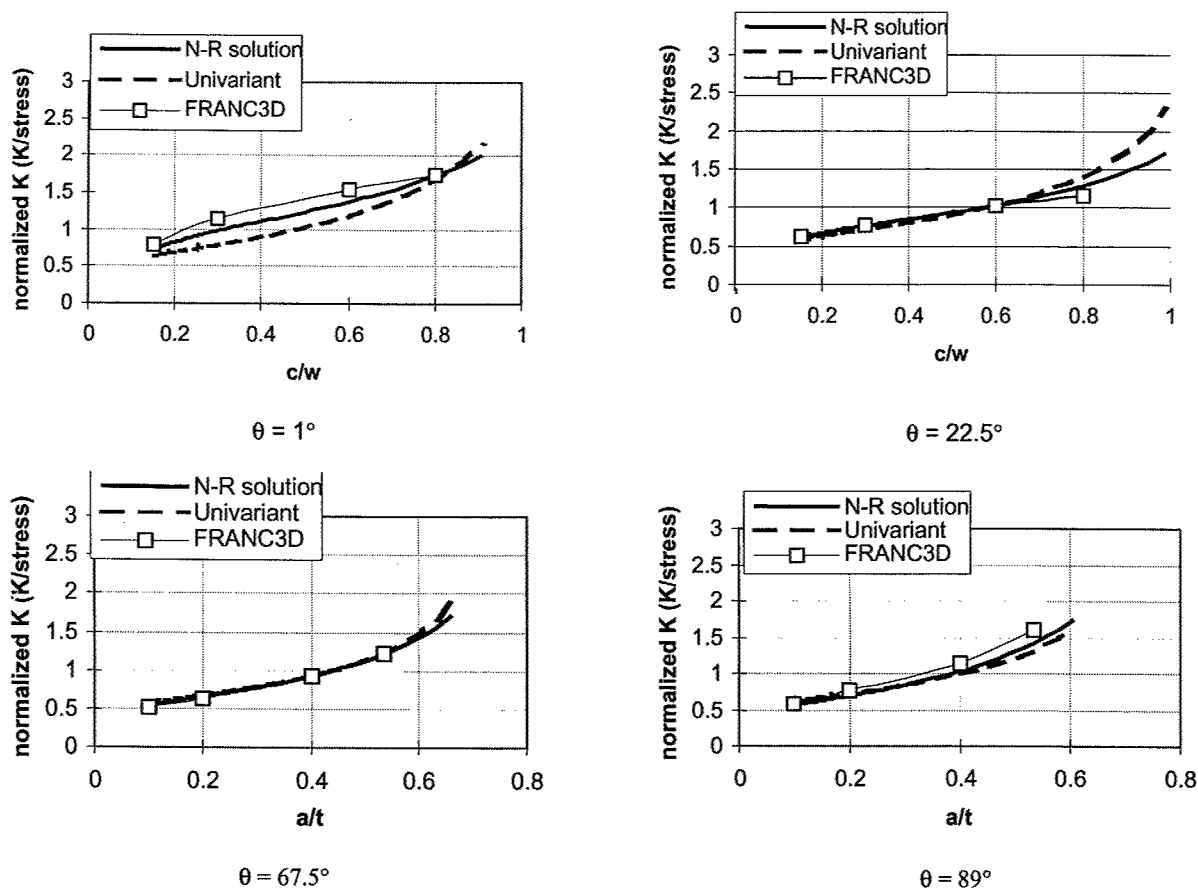 N-R solution
Univariant
FRANC3D
normalized K (K/stress)
3
2.5
2
1.5
1
0.5
0
0
0.2
0.4
0.6
0.8
1
c/w
θ = 1°
N-R solution
Univariant
FRANC3D
normalized K (K/stress)
3
2.5
2
1.5
1
0.5
0
0
0.2
0.4
0.6
0.8
1
c/w
θ = 22.5°
N-R solution
Univariant
FRANC3D
normalized K (K/stress)
3
2.5
2
1.5
1
0.5
0
0
0.2
0.4
0.6
0.8
a/t
θ = 67.5°
N-R solution
Univariant
FRANC3D
normalized K (K/stress)
3
2.5
2
1.5
1
0.5
0
0
0.2
0.4
0.6
0.8
a/t
θ = 89°